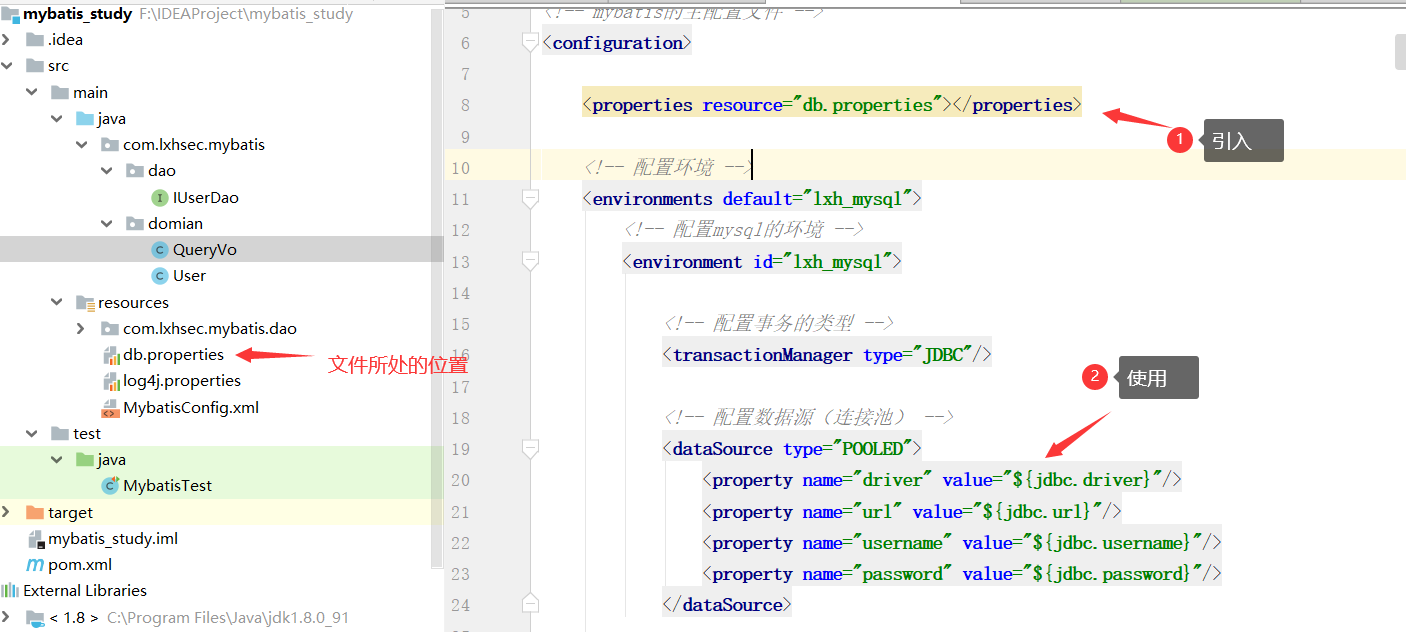 mybatis_study F:\IDEAProject\mybatis_study
.idea
src
main
java
com.lxhsec.mybatis
dao
IUserDao
domian
QueryVo
User
resources
com.lxhsec.mybatis.dao
db.properties
文件所处的位置
log4j.properties
MybatisConfig.xml
test
java
MybatisTest
target
mybatis_study.iml
pom.xml
External Libraries
< 1.8 > C:\Program Files\Java\jdk1.8.0_91
5 <!-- mybatis的主配置文件 -->
6 <configuration>
7
8 <properties resource="db.properties"></properties>
1 引入
9
10 <!-- 配置环境 -->
11 <environments default="lxh_mysql">
12 <!-- 配置mysql的环境 -->
13 <environment id="lxh_mysql">
14
15 <!-- 配置事务的类型 -->
16 <transactionManager type="JDBC"/>
17
2 使用
18 <!-- 配置数据源（连接池） -->
19 <dataSource type="POOLED">
20 <property name="driver" value="${jdbc.driver}"/>
21 <property name="url" value="${jdbc.url}"/>
22 <property name="username" value="${jdbc.username}"/>
23 <property name="password" value="${jdbc.password}"/>
24 </dataSource>